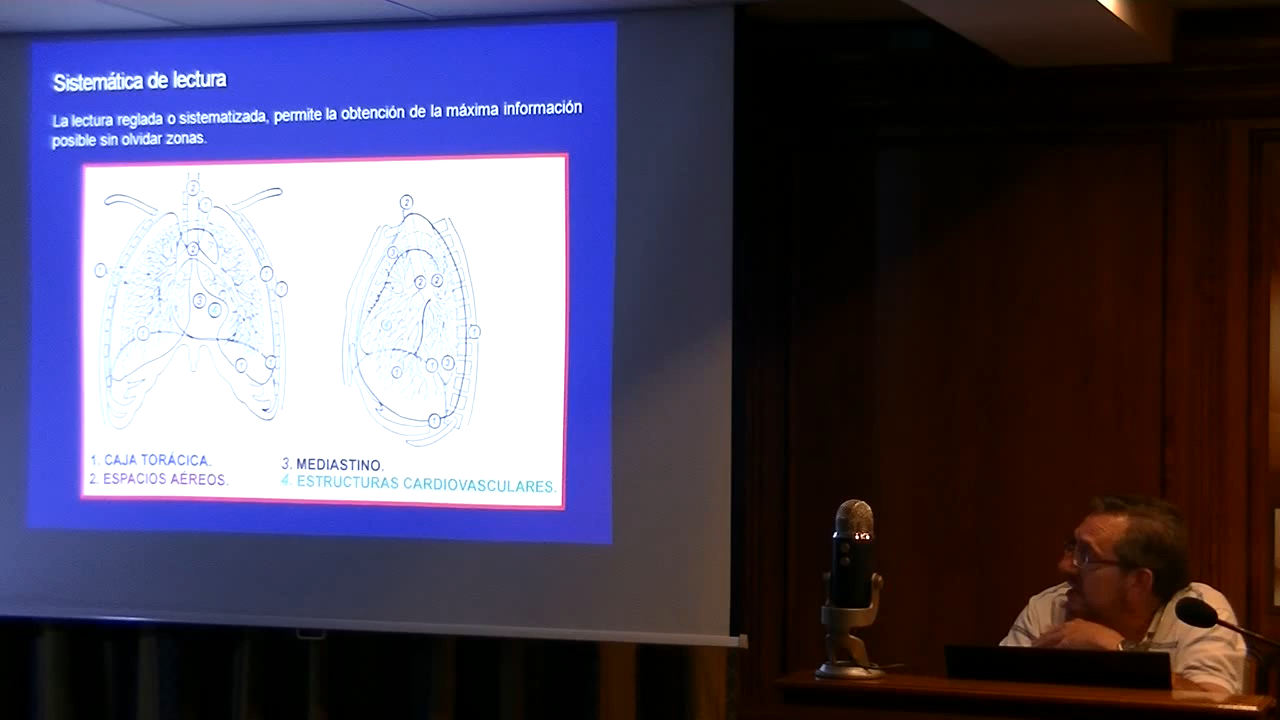 Sistemática de lectura
La lectura reglada o sistematizada, permite la obtención de la máxima información
posible sin olvidar zonas.
1. CAJA TORÁCICA.
2. ESPACIOS AÉREOS.
3. MEDIASTINO.
4. ESTRUCTURAS CARDIOVASCULARES.